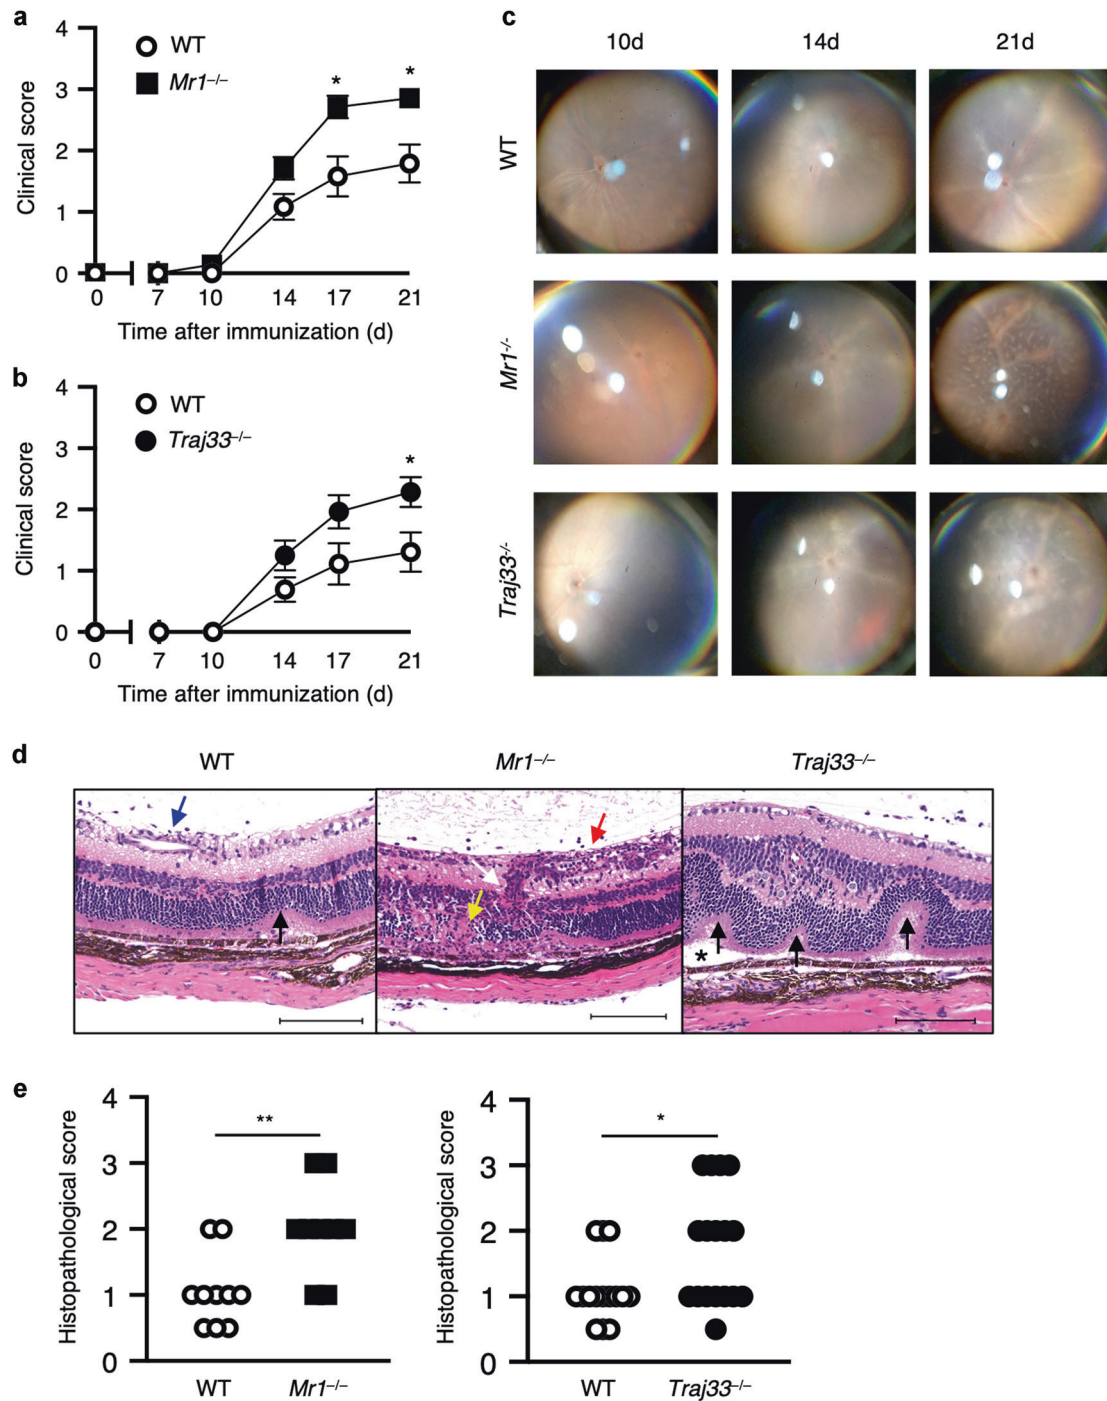 a
4
3
2
1
0
Clinical score
WT
Mr1–/–
*
*
0 7 10 14 17 21
Time after immunization (d)
b
4
3
2
1
0
Clinical score
WT
Traj33–/–
*
0 7 10 14 17 21
Time after immunization (d)
c
10d 14d 21d
WT
Mr1-/-
Traj33-/-
d
WT Mr1–/– Traj33–/–
*
e
4
3
2
1
0
Histopathological score
**
WT Mr1–/–
4
3
2
1
0
Histopathological score
*
WT Traj33–/–